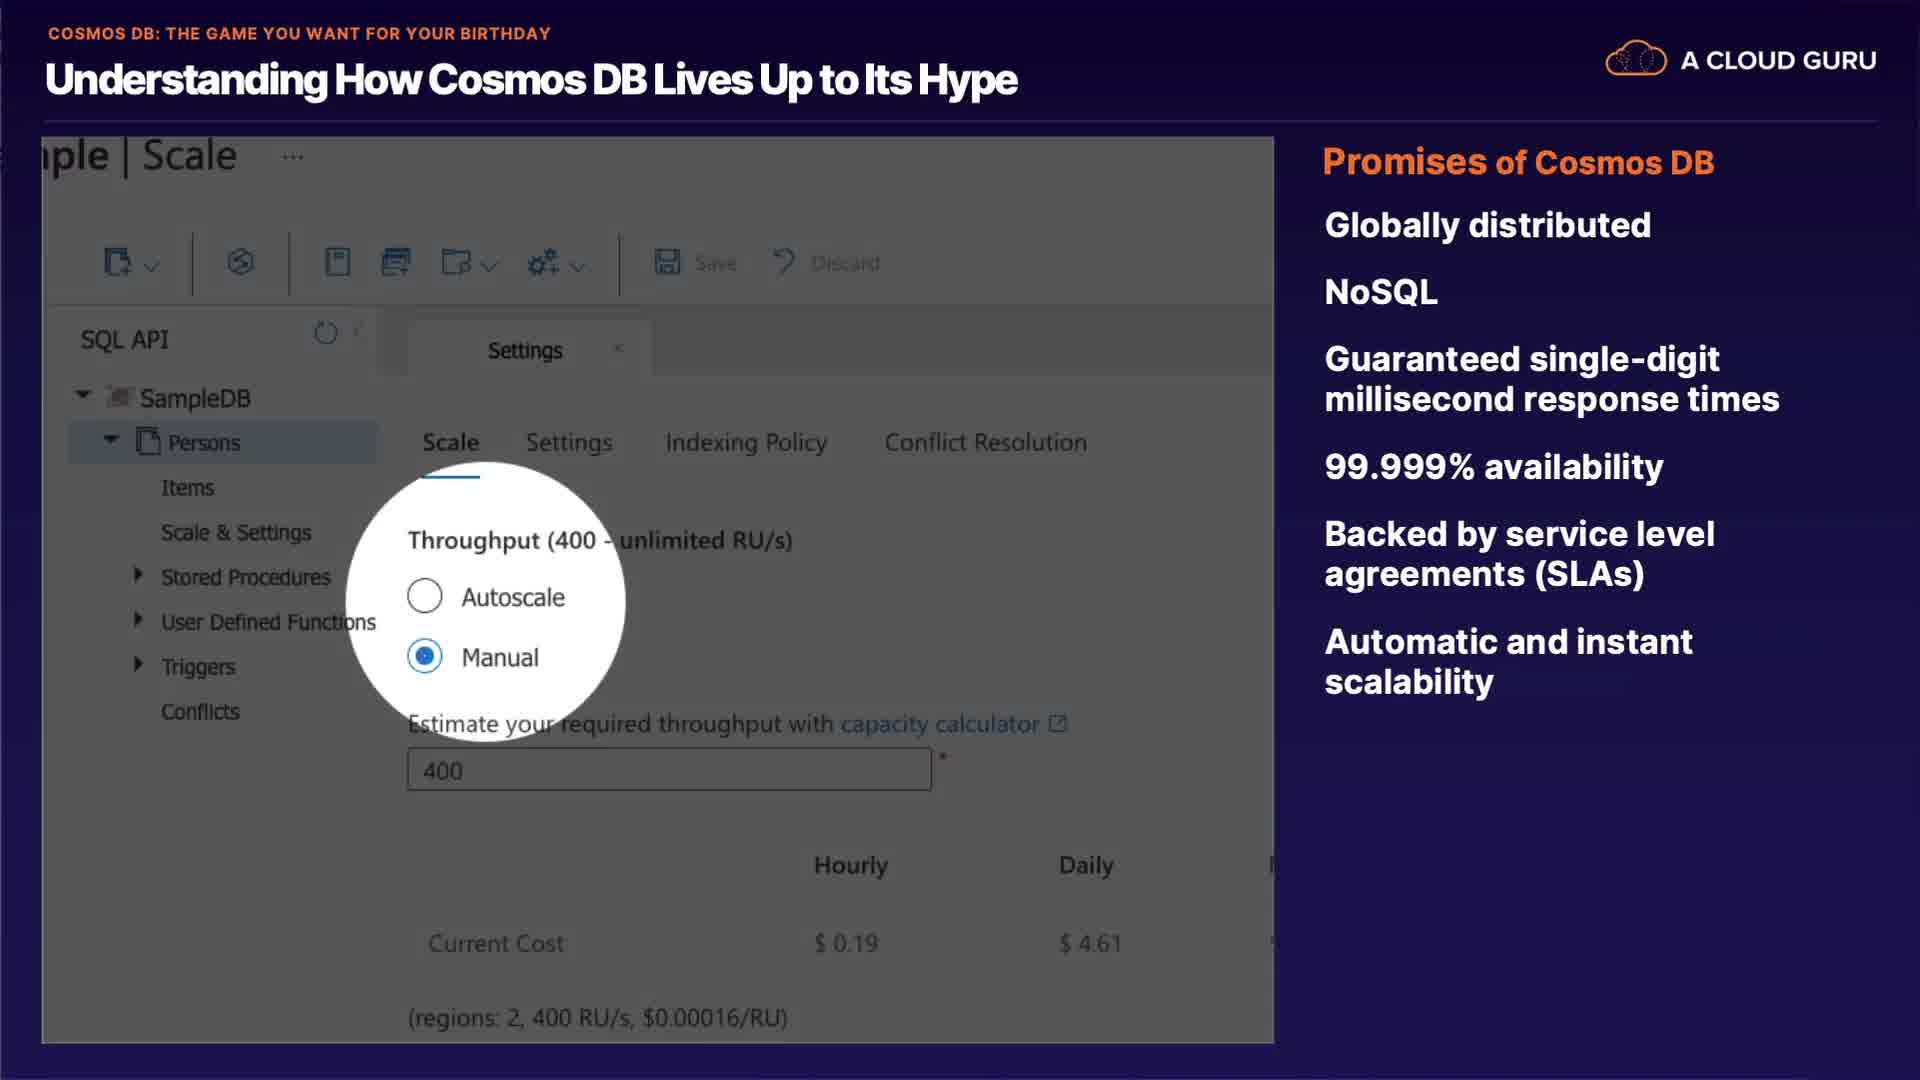 COSMOS DB: THE GAME YOU WANT FOR YOUR BIRTHDAY
Understanding How Cosmos DB Lives Up to Its Hype
A CLOUD GURU
Scale ...
Save Discard
SQL API
Settings
SampleDB
Persons
Items
Scale & Settings
Stored Procedures
User Defined Functions
Triggers
Conflicts
Scale Settings Indexing Policy Conflict Resolution
Throughput (400 - unlimited RU/s)
Autoscale
Manual
Estimate your required throughput with capacity calculator
400 *
Hourly Daily
Current Cost $ 0.19 $ 4.61
(regions: 2, 400 RU/s, $0.00016/RU)
Promises of Cosmos DB
Globally distributed
NoSQL
Guaranteed single-digit
millisecond response times
99.999% availability
Backed by service level
agreements (SLAs)
Automatic and instant
scalability